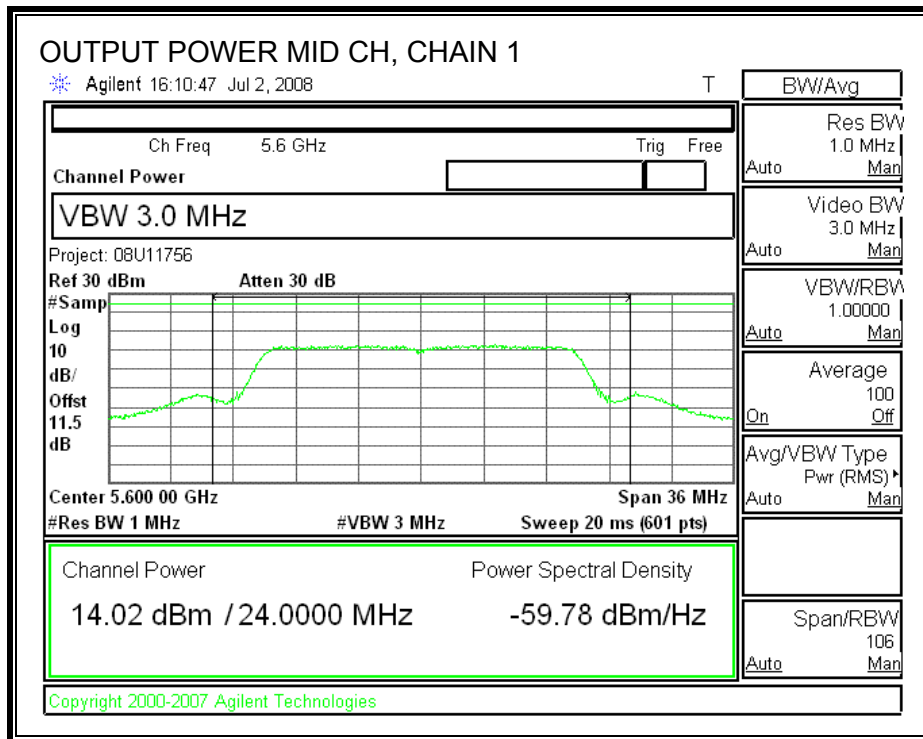 OUTPUT POWER MID CH, CHAIN 1
Agilent 16:10:47 Jul 2, 2008 T
Ch Freq 5.6 GHz Trig Free
Channel Power
VBW 3.0 MHz
Project: 08U11756
Ref 30 dBm Atten 30 dB
#Samp
Log
10
dB/
Offst
11.5
dB
Center 5.600 00 GHz Span 36 MHz
#Res BW 1 MHz #VBW 3 MHz Sweep 20 ms (601 pts)
Channel Power Power Spectral Density
14.02 dBm / 24.0000 MHz -59.78 dBm/Hz
Copyright 2000-2007 Agilent Technologies
BW/Avg
Res BW
1.0 MHz
Auto Man
Video BW
3.0 MHz
Auto Man
VBW/RBW
1.00000
Auto Man
Average
100
On Off
Avg/VBW Type
Pwr (RMS)
Auto Man
Span/RBW
106
Auto Man